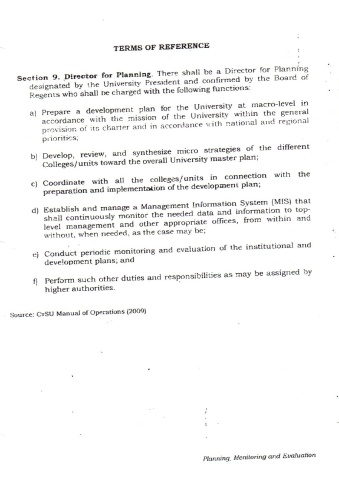 TERMS OF REFERENCE
Section 9. Director for Planning. There shall be a Director for Planning
designated by the University President and confirmed by the Board of
Regents who shall be charged with the following functions:
a) Prepare a development plan for the University at macro-level in
accordance with the mission of the University within the general
provision of its charter and in accordance with national and regional
priorities;
b) Develop, review, and synthesize micro strategies of the different
Colleges/units toward the overall University master plan;
c) Coordinate with all the colleges/units in connection with the
preparation and implementation of the development plan;
d) Establish and manage a Management Information System (MIS) that
shall continuously monitor the needed data and information to top-
level management and other appropriate offices, from within and
without, when needed, as the case may be;
e) Conduct periodic monitoring and evaluation of the institutional and
development plans; and
f) Perform such other duties and responsibilities as may be assigned by
higher authorities.
Source: CvSU Manual of Operations (2009)
Planning, Monitoring and Evaluation